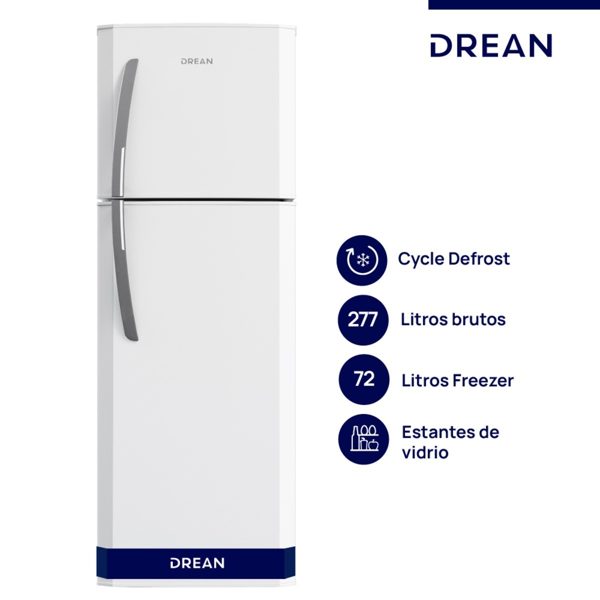 DREAN
DREAN
Cycle Defrost
277
Litros brutos
72
Litros Freezer
Estantes de
vidrio
DREAN